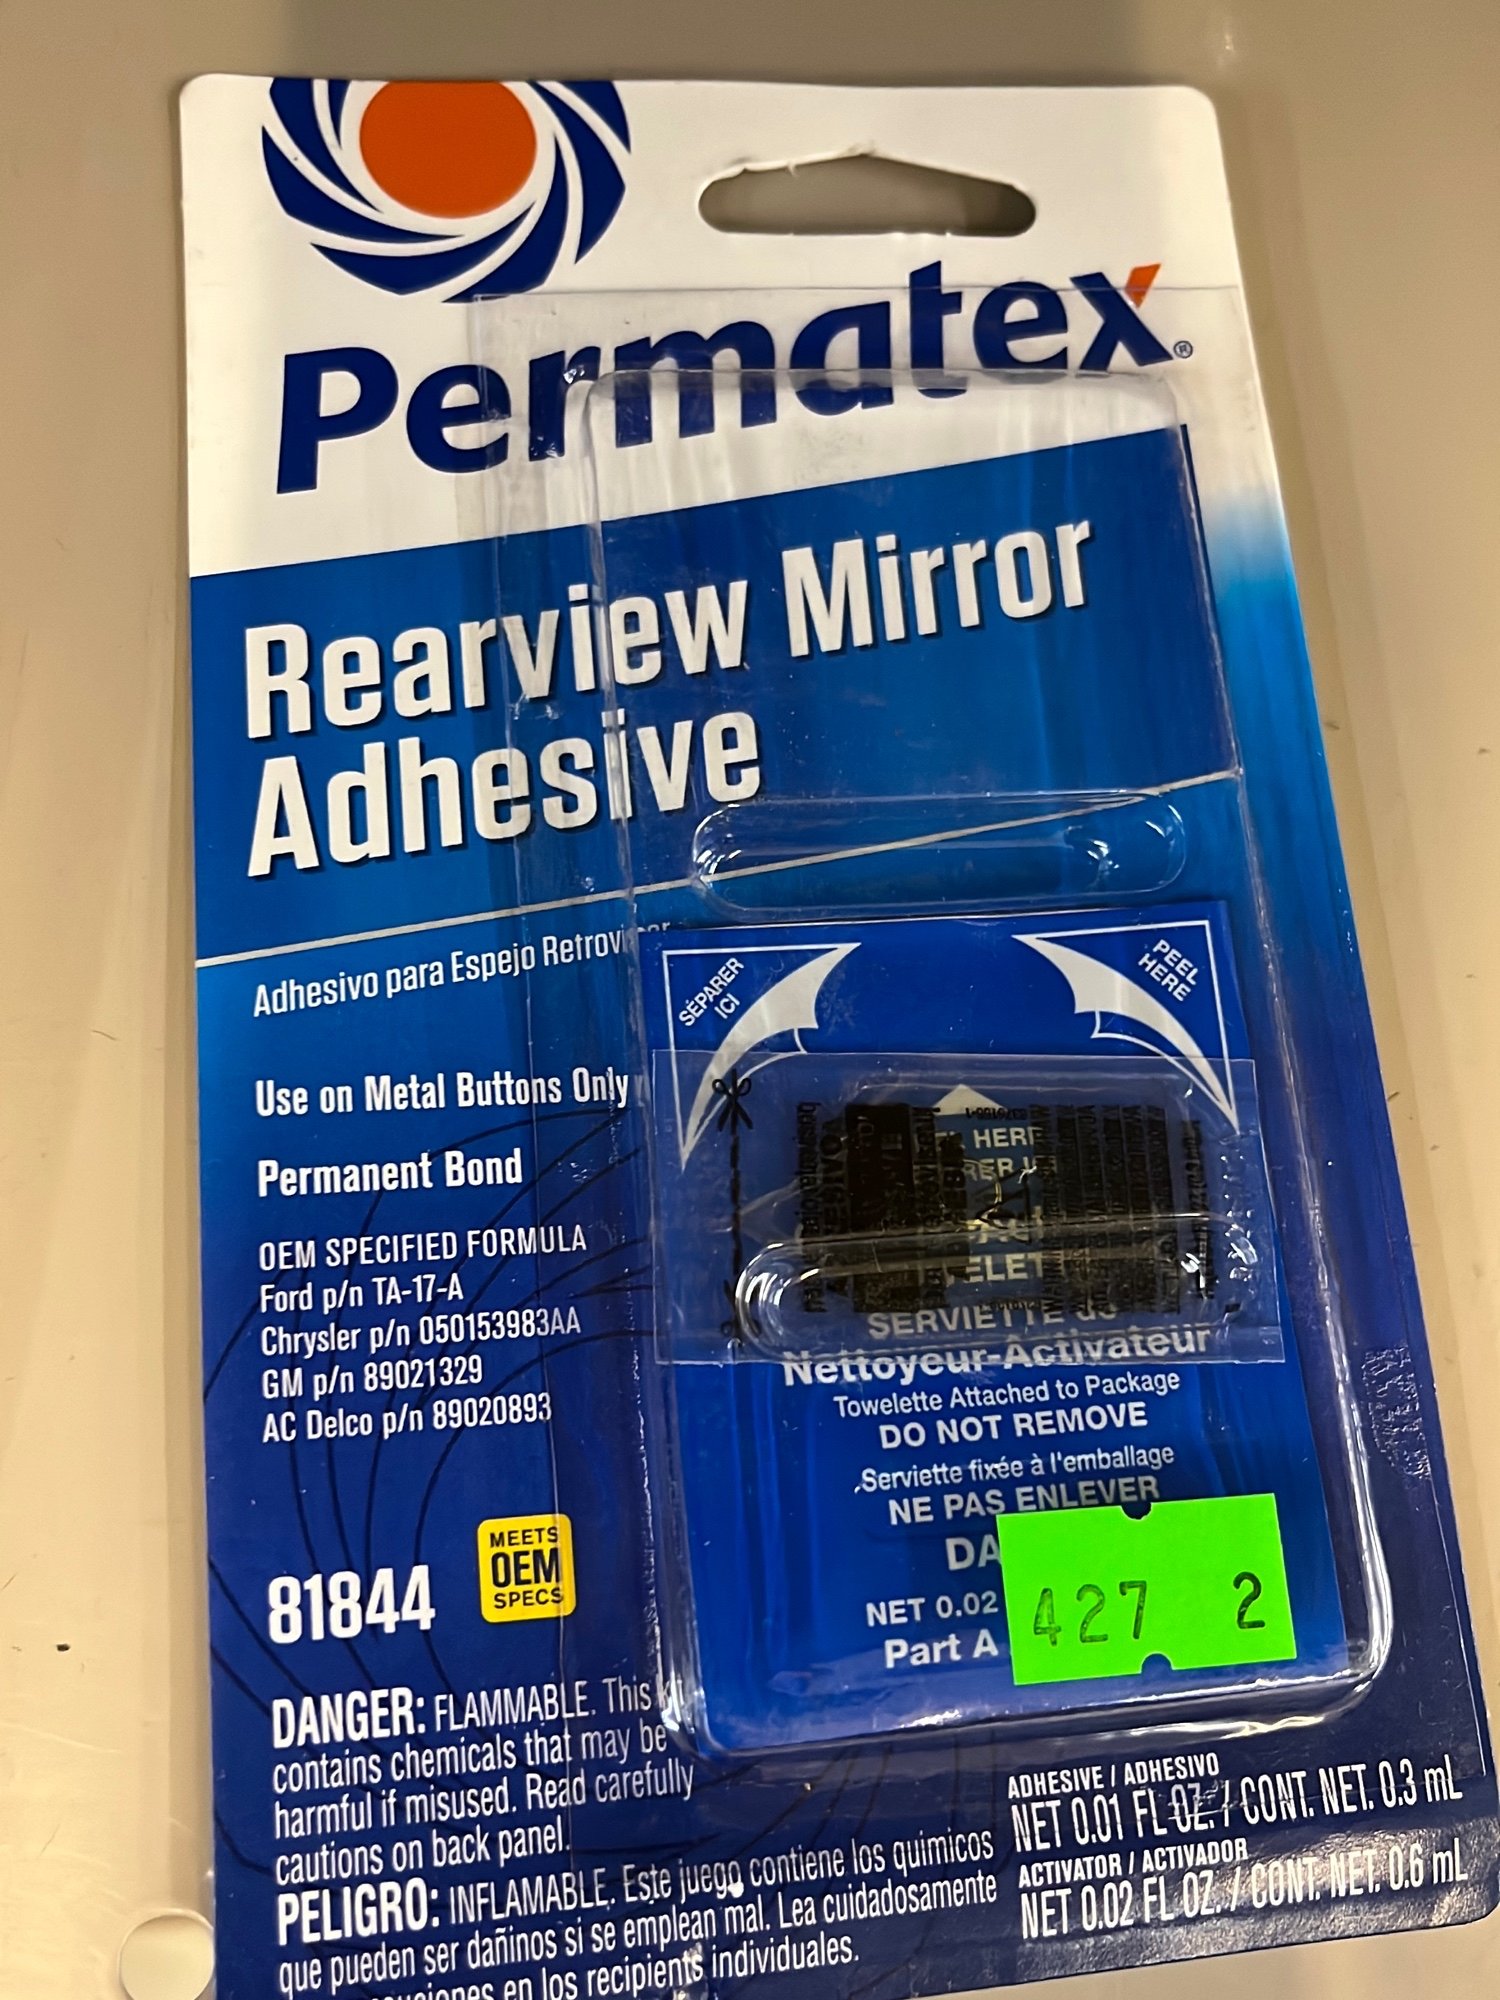 Permatex®
Rearview Mirror
Adhesive
Adhesivo para Espejo
Use on Metal Buttons Only
Permanent Bond
OEM SPECIFIED FORMULA
Ford p/n TA-17-A
Chrysler p/n 050153983AA
GM p/n 89021329
AC Delco p/n 89020893
81844
MEETS
OEM
SPECS
DANGER: FLAMMABLE. This
contains chemicals that may be
harmful if misused. Read carefully
cautions on back panel.
PELIGRO: INFLAMABLE. Este juego contiene los quimicos
que pueden ser dañinos si se emplean mal. Lea cuidadosamente
en los recipients individuales.
SÉPARER
ICI
PEEL
HERE
SERVIETTE de
Nettoyeur-Activateur
Towelette Attached to Package
DO NOT REMOVE
Serviette fixée à l'emballage
NE PAS ENLEVER
NET 0.02
Part A
427 2
ADHESIVE / ADHESIVO
NET 0.01 FL OZ. / CONT. NET. 0.3 mL
ACTIVATOR / ACTIVADOR
NET 0.02 FL OZ. / CONT. NET. 0.6 mL